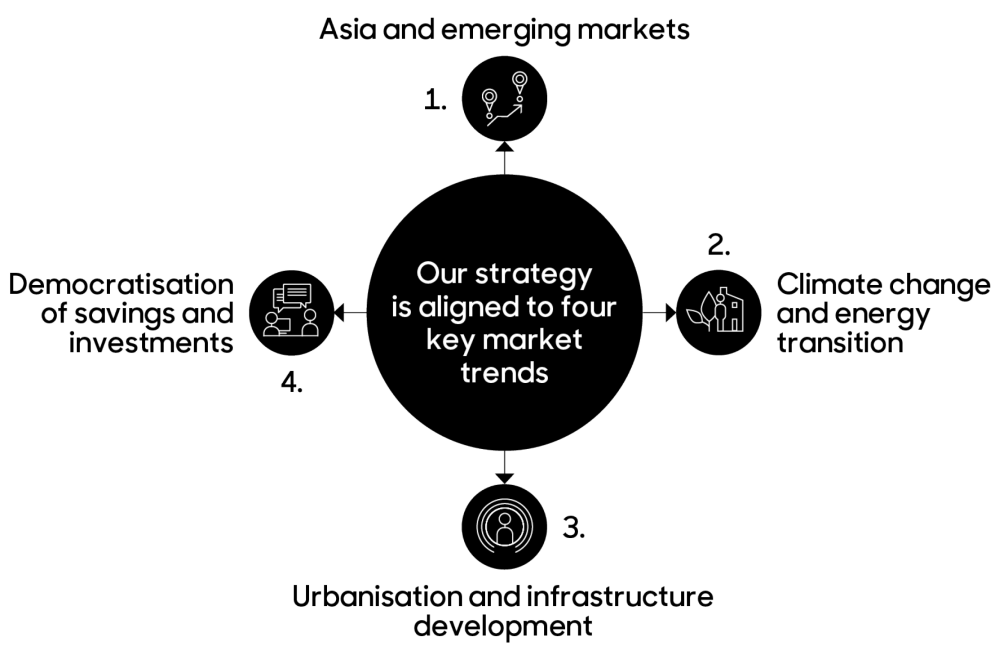 Asia and emerging markets
1.
2.
Our strategy
is aligned to four
key market
trends
Climate change
and energy
transition
Democratisation
of savings and
investments
4.
3.
Urbanisation and infrastructure
development